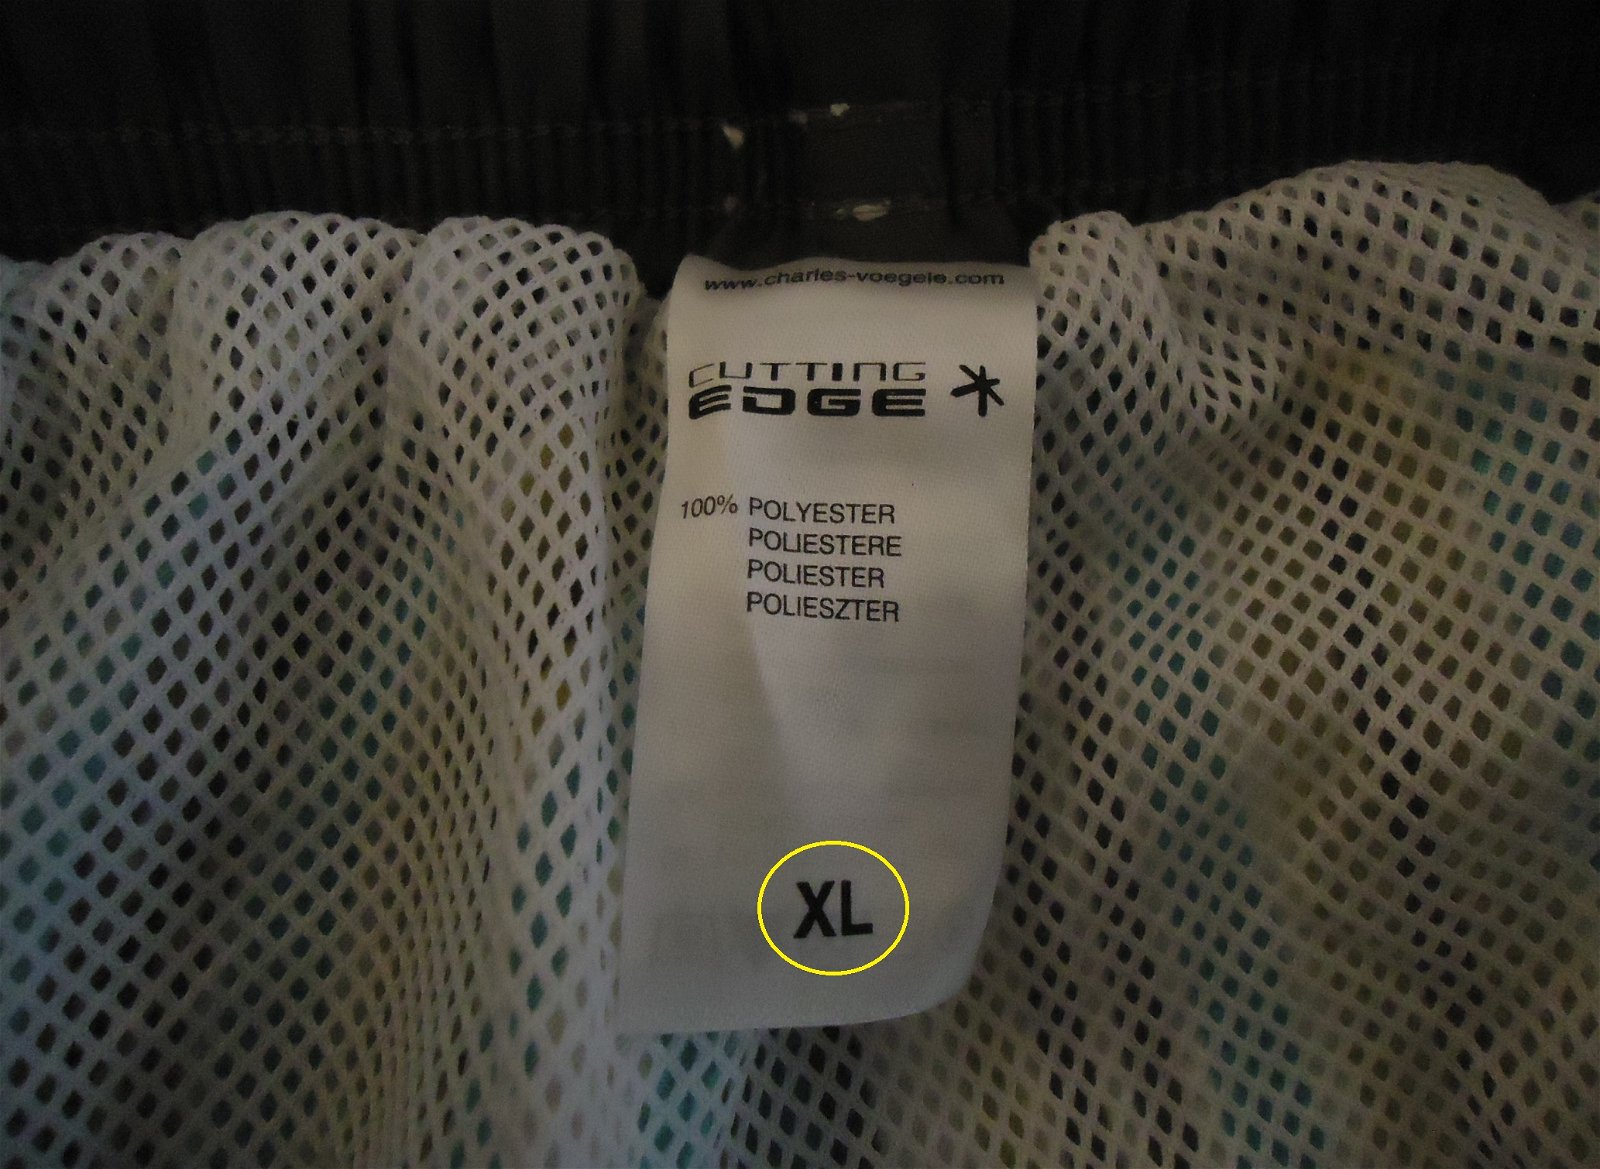 www.charles-voegele.com
CUTTING
EDGE
100% POLYESTER
POLIESTERE
POLIESTER
POLIESZTER
XL